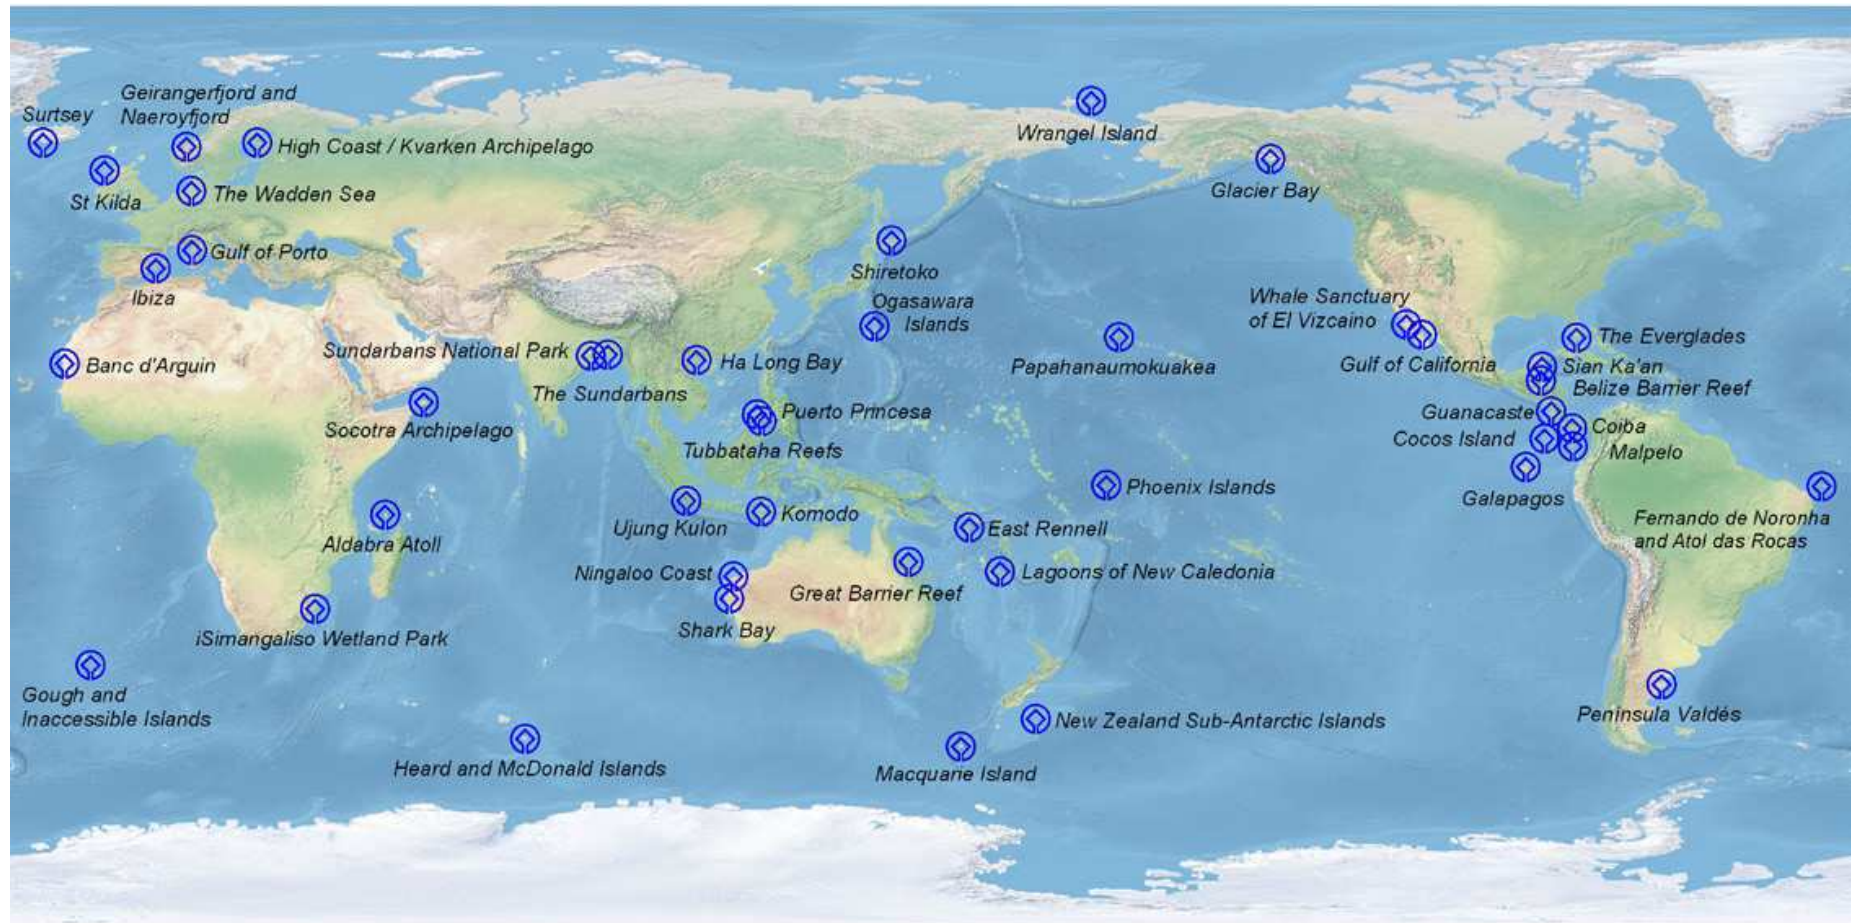 Surtsey
Geirangerfjord and
Naeroyfjord
High Coast / Kvarken Archipelago
St Kilda
The Wadden Sea
Gulf of Porto
Ibiza
Banc d'Arguin
Sundarbans National Park
The Sundarbans
Socotra Archipelago
Aldabra Atoll
iSimangaliso Wetland Park
Gough and
Inaccessible Islands
Heard and McDonald Islands
Wrangel Island
Glacier Bay
Shiretoko
Ogasawara
Islands
Ha Long Bay
Puerto Princesa
Tubbataha Reefs
Ujung Kulon
Komodo
Ningaloo Coast
Shark Bay
Great Barrier Reef
East Rennell
Lagoons of New Caledonia
Phoenix Islands
Papahanaumokuakea
New Zealand Sub-Antarctic Islands
Macquarie Island
Whale Sanctuary
of El Vizcaino
Gulf of California
The Everglades
Sian Ka'an
Belize Barrier Reef
Guanacaste
Coiba
Cocos Island
Malpelo
Galapagos
Fernando de Noronha
and Atol das Rocas
Peninsula Valdés